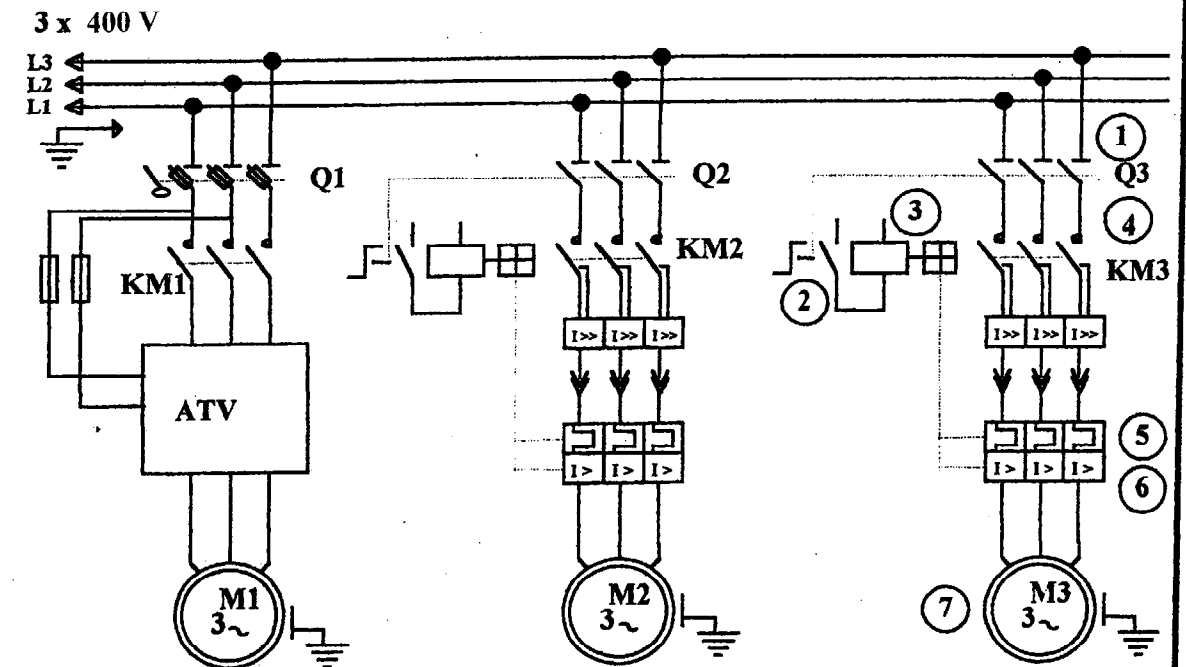 3 x 400 V
L3
L2
L1
1
Q1 Q2 Q3
3 4
KM2
KM1 KM3
2
I>> I>> I>> I>> I>> I>>
ATV
5
I> I> I> I> I> I>
6
M1 M2 7 M3
3~ 3~ 3~